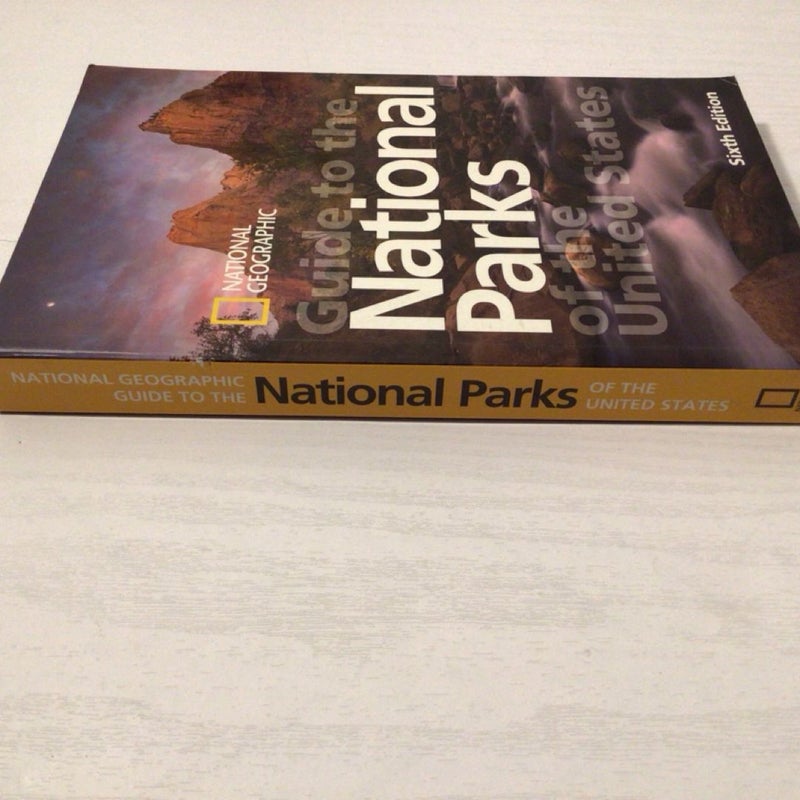 NATIONAL
GEOGRAPHIC
Guide to the
National
Parks
of the
United States
Sixth Edition
NATIONAL GEOGRAPHIC
GUIDE TO THE
National Parks
OF THE
UNITED STATES